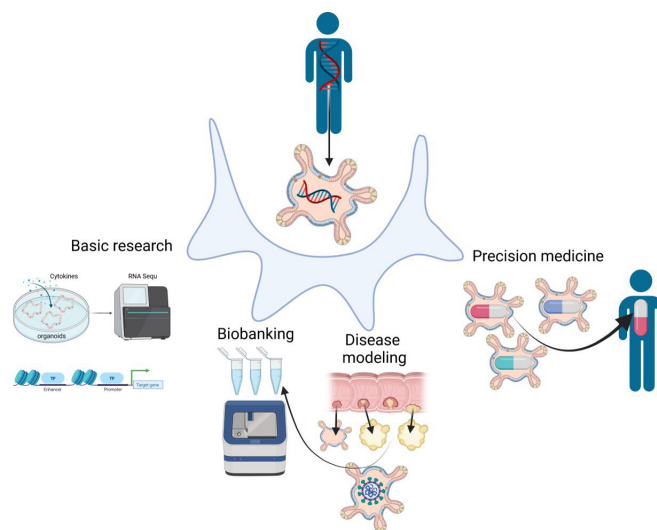 Basic research
Cytokines
RNA Sequ
organoids
TF
TF
Enhancer
Promoter
Target gene
Biobanking
Disease
modeling
Precision medicine